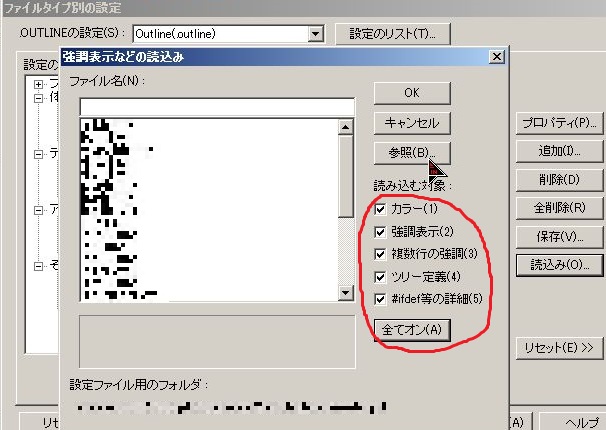 ファイルタイプ別の設定
OUTLINEの設定(S):
Outline(.outline)
設定のリスト(T)...
設定の
強調表示などの読込み
ファイル名(N):
OK
キャンセル
参照(B)...
読み込む対象:
カラー(1)
強調表示(2)
複数行の強調(3)
ツリー定義(4)
#ifdef等の詳細(5)
全てオン(A)
設定ファイル用のフォルダ:
プロパティ(P)...
追加(I)...
削除(D)
全削除(R)
保存(V)...
読込み(O)...
リセット(E) >>
フ
体
テ
ア
そ
リセ
(A)
ヘルプ